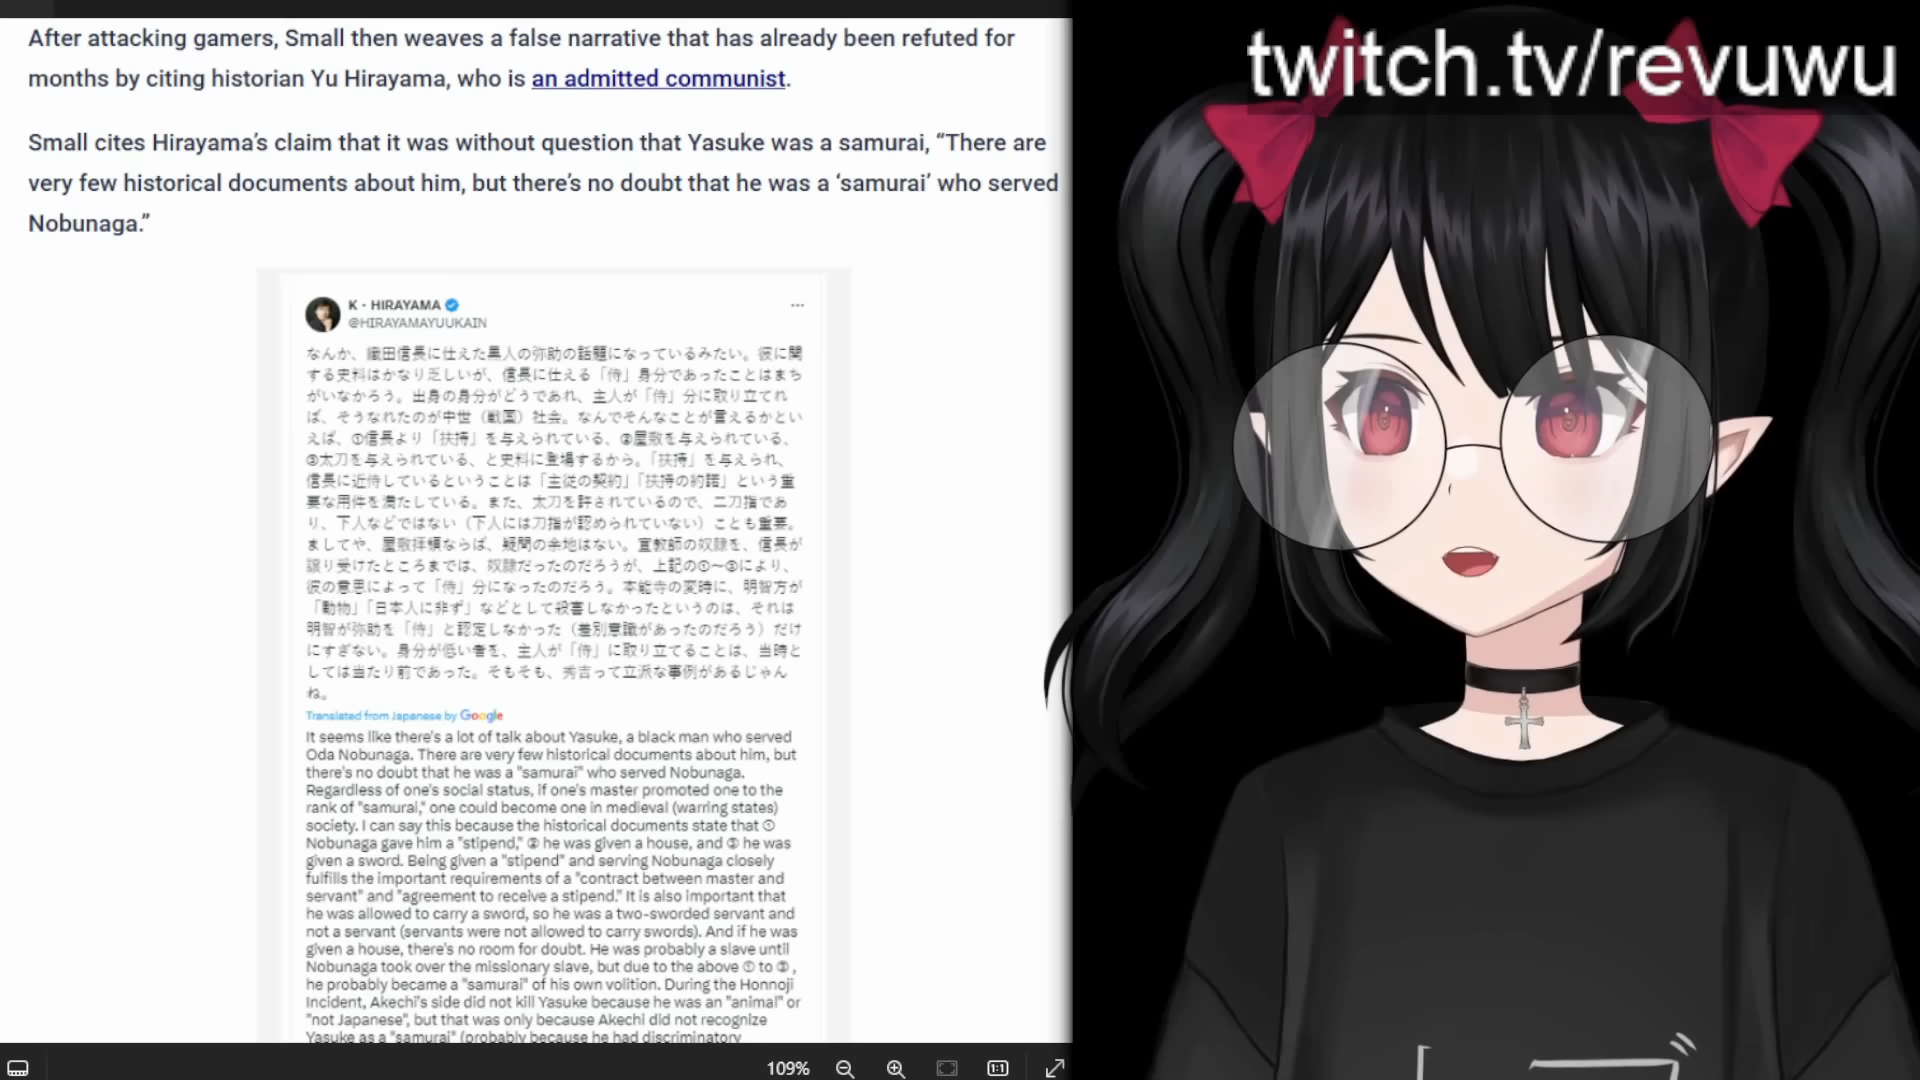 After attacking gamers, Small then weaves a false narrative that has already been refuted for
months by citing historian Yu Hirayama, who is an admitted communist.
Small cites Hirayama’s claim that it was without question that Yasuke was a samurai, “There are
very few historical documents about him, but there’s no doubt that he was a ‘samurai’ who served
Nobunaga.”
K・HIRAYAMA
@HIRAYAMAYUUKAIN
なんか、織田信長に仕えた黒人の弥助の話題になっているみたい。彼に関
する史料はかなり乏しいが、信長に仕える「侍」身分であったことはまち
がいなかろう。出身の身分がどうであれ、主人が「侍」分に取り立てれ
ば、そうなれたのが中世（戦国）社会。なんでそんなことが言えるかとい
えば、①信長より「扶持」を与えられている、②屋敷を与えられている、
③太刀を与えられている、と史料に登場するから。「扶持」を与えられ、
信長に近侍しているということは「主従の契約」「扶持の約諾」という重
要な用件を満たしている。また、太刀を許されているので、二刀指であ
り、下人などではない（下人には刀指が認められていない）ことも重要。
ましてや、屋敷拝領ならば、疑問の余地はない。宣教師の奴隷を、信長が
譲り受けたところまでは、奴隷だったのだろうが、上記の①～③により、
彼の意思によって「侍」分になったのだろう。本能寺の変時に、明智方が
「動物」「日本人に非ず」などとして殺害しなかったというのは、それは
明智が弥助を「侍」と認定しなかった（差別意識があったのだろう）だけ
にすぎない。身分が低い者を、主人が「侍」に取り立てることは、当時と
しては当たり前であった。そもそも、秀吉って立派な事例があるじゃん
ね。
Translated from Japanese by Google
It seems like there's a lot of talk about Yasuke, a black man who served
Oda Nobunaga. There are very few historical documents about him, but
there's no doubt that he was a "samurai" who served Nobunaga.
Regardless of one's social status, if one's master promoted one to the
rank of "samurai," one could become one in medieval (warring states)
society. I can say this because the historical documents state that ①
Nobunaga gave him a "stipend," ② he was given a house, and ③ he was
given a sword. Being given a "stipend" and serving Nobunaga closely
fulfills the important requirements of a "contract between master and
servant" and "agreement to receive a stipend." It is also important that
he was allowed to carry a sword, so he was a two-sworded servant and
not a servant (servants were not allowed to carry swords). And if he was
given a house, there's no room for doubt. He was probably a slave until
Nobunaga took over the missionary slave, but due to the above ① to ③,
he probably became a "samurai" of his own volition. During the Honnoji
Incident, Akechi's side did not kill Yasuke because he was an "animal" or
"not Japanese", but that was only because Akechi did not recognize
Yasuke as a "samurai" (probably because he had discriminatory
109%
1:1
twitch.tv/revuwu